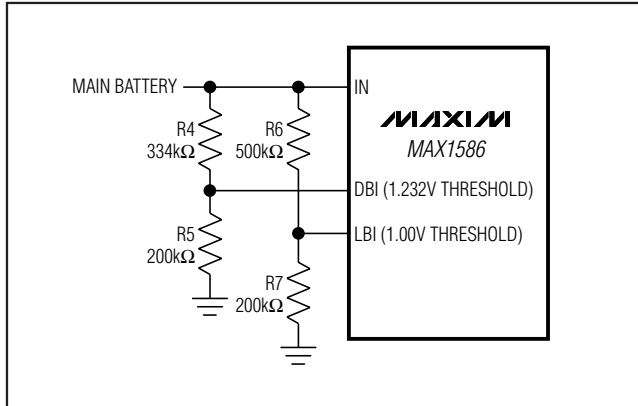 MAIN BATTERY
IN
R4
334kΩ
R6
500kΩ
MAXIM
MAX1586
DBI (1.232V THRESHOLD)
LBI (1.00V THRESHOLD)
R5
200kΩ
R7
200kΩ